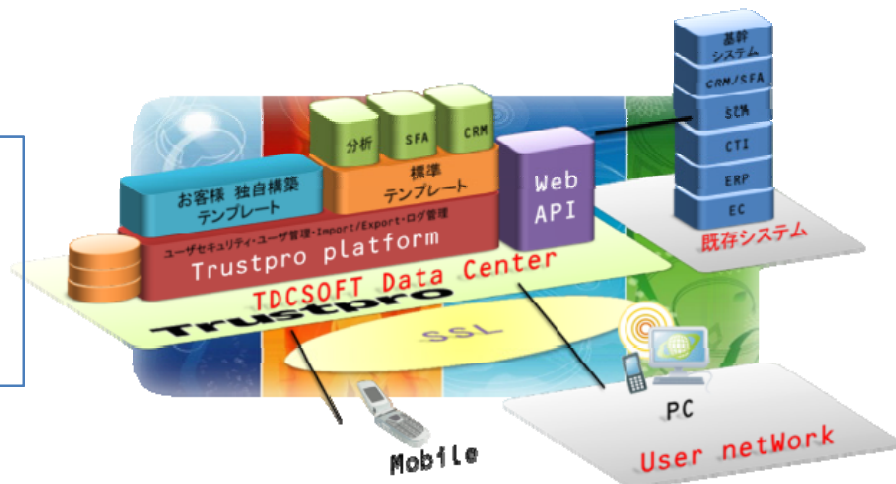 基幹
システム
CRM/SFA
CTI
ERP
EC
既存システム
分析
SFA
CRM
お客様 独自構築
テンプレート
標準
テンプレート
Web
API
ユーザセキュリティ・ユーザ管理・Import/Export・ログ管理
Trustpro platform
TDCSOFT Data Center
Trustpro
SSL
Mobile
PC
User netWork